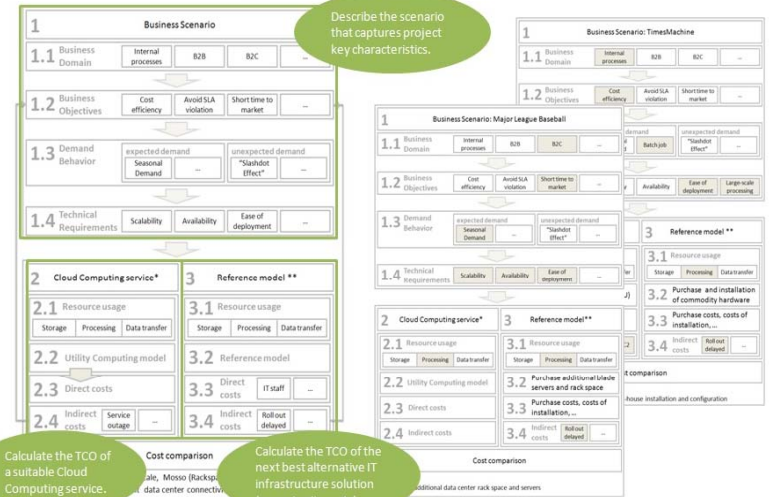 1 Business Scenario
1.1 Business Domain
Internal processes
B2B
B2C
...
1.2 Business Objectives
Cost efficiency
Avoid SLA violation
Short time to market
...
1.3 Demand Behavior
expected demand
Seasonal Demand
...
unexpected demand
"Slashdot Effect"
...
1.4 Technical Requirements
Scalability
Availability
Ease of deployment
...
2 Cloud Computing service*
2.1 Resource usage
Storage
Processing
Data transfer
2.2 Utility Computing model
2.3 Direct costs
2.4 Indirect costs
Service outage
...
3 Reference model **
3.1 Resource usage
Storage
Processing
Data transfer
3.2 Reference model
3.3 Direct costs
IT staff
...
3.4 Indirect costs
Roll out delayed
...
Cost comparison
Mosso (Rackspa
data center connectiv
Describe the scenario
that captures project
key characteristics.
Calculate the TCO of
a suitable Cloud
Computing service.
Calculate the TCO of the
next best alternative IT
infrastructure solution
1 Business Scenario: Major League Baseball
1.1 Business Domain
Internal processes
B2B
B2C
...
1.2 Business Objectives
Cost efficiency
Avoid SLA violation
Short time to market
...
1.3 Demand Behavior
expected demand
Seasonal Demand
...
unexpected demand
"Slashdot Effect"
...
1.4 Technical Requirements
Scalability
Availability
Ease of deployment
...
2 Cloud Computing service*
2.1 Resource usage
Storage
Processing
Data transfer
2.2 Utility Computing model
2.3 Direct costs
2.4 Indirect costs
3 Reference model**
3.1 Resource usage
Storage
Processing
Data transfer
3.2 Purchase additional blade
servers and rack space
3.3 Purchase costs, costs of
installation, ...
3.4 Indirect costs
Roll out delayed
...
Cost comparison
additional data center rack space and servers
1 Business Scenario: TimesMachine
1.1 Business Domain
Internal processes
B2B
B2C
...
1.2 Business Objectives
Cost efficiency
Avoid SLA violation
Short time to market
...
demand
Batch job
unexpected demand
"Slashdot Effect"
...
Availability
Ease of deployment
Large-scale processing
3 Reference model **
3.1 Resource usage
Storage
Processing
Data transfer
3.2 Purchase and installation
of commodity hardware
3.3 Purchase costs, costs of
installation, ...
3.4 Indirect costs
Roll out delayed
...
comparison
-house installation and configuration